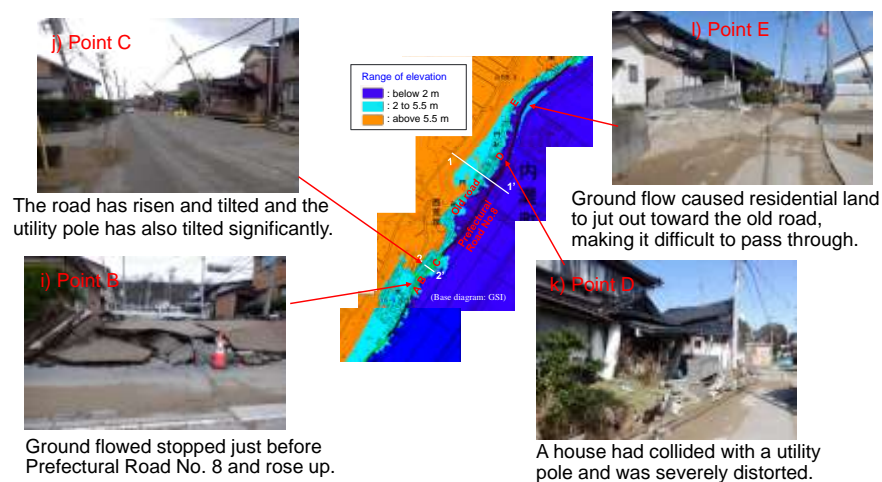 j) Point C
The road has risen and tilted and the
utility pole has also tilted significantly.
i) Point B
Ground flowed stopped just before
Prefectural Road No. 8 and rose up.
Range of elevation
: below 2 m
: 2 to 5.5 m
: above 5.5 m
1
1'
2'
A
B
C
D
E
Old road
Prefectural
Road No.8
内
(Base diagram: GSI)
l) Point E
Ground flow caused residential land
to jut out toward the old road,
making it difficult to pass through.
k) Point D
A house had collided with a utility
pole and was severely distorted.